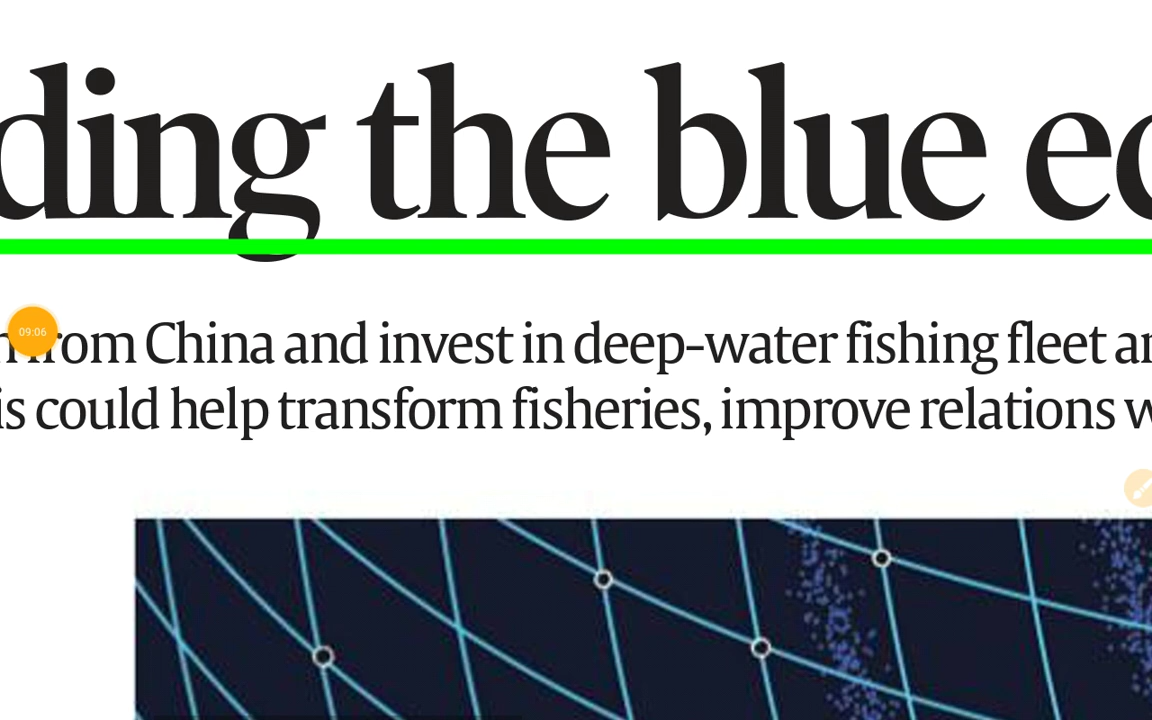 ding the blue ec
09:06
from China and invest in deep-water fishing fleet an
is could help transform fisheries, improve relations w